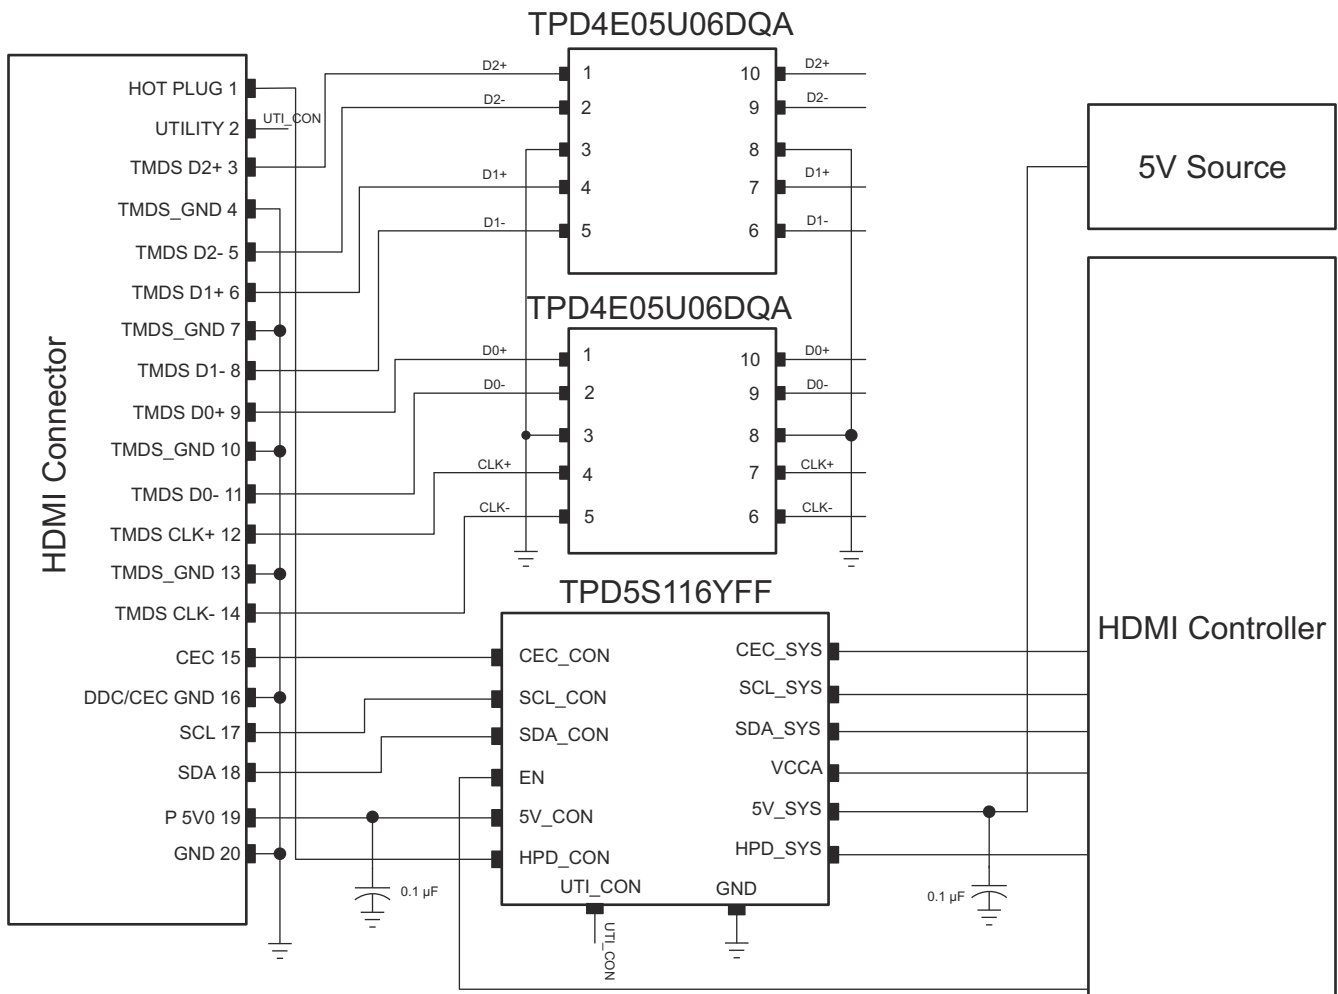 TPD4E05U06DQA
HDMI Connector
HOT PLUG 1
UTILITY 2
TMDS D2+ 3
TMDS_GND 4
TMDS D2- 5
TMDS D1+ 6
TMDS_GND 7
TMDS D1- 8
TMDS D0+ 9
TMDS_GND 10
TMDS D0- 11
TMDS CLK+ 12
TMDS_GND 13
TMDS CLK- 14
CEC 15
DDC/CEC GND 16
SCL 17
SDA 18
P 5V0 19
GND 20
UTI_CON
D2+
D2-
D1+
D1-
1
2
3
4
5
10
9
8
7
6
D2+
D2-
D1+
D1-
TPD4E05U06DQA
D0+
D0-
CLK+
CLK-
1
2
3
4
5
10
9
8
7
6
D0+
D0-
CLK+
CLK-
TPD5S116YFF
CEC_CON
SCL_CON
SDA_CON
EN
5V_CON
HPD_CON
UTI_CON
GND
CEC_SYS
SCL_SYS
SDA_SYS
VCCA
5V_SYS
HPD_SYS
UTI_CON
0.1 µF
0.1 µF
5V Source
HDMI Controller